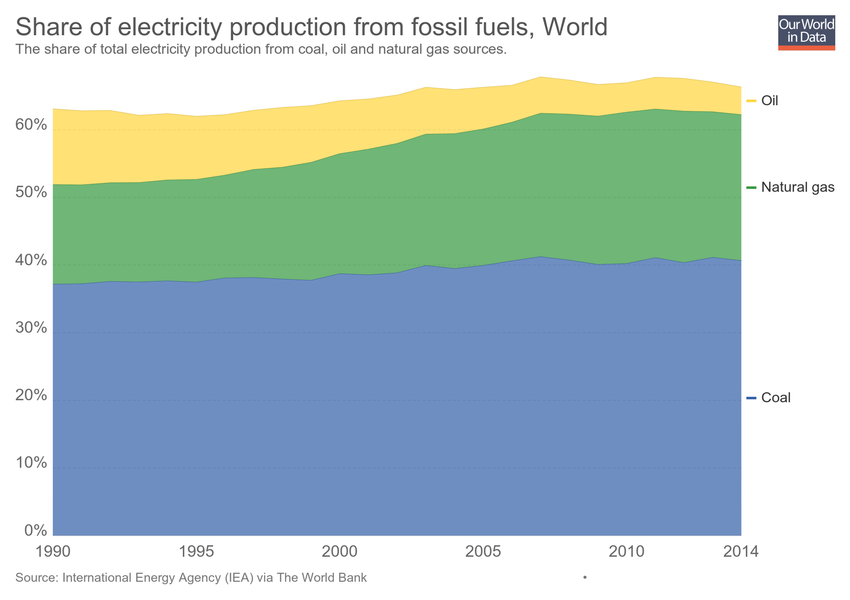 Share of electricity production from fossil fuels, World
The share of total electricity production from coal, oil and natural gas sources.
Our World
in Data
60%
50%
40%
30%
20%
10%
0%
Oil
Natural gas
Coal
1990 1995 2000 2005 2010 2014
Source: International Energy Agency (IEA) via The World Bank